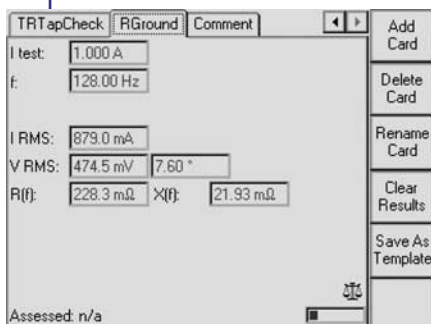 TRTapCheck RGround Comment
I test: 1.000 A
f: 128.00 Hz
I RMS: 879.0 mA
V RMS: 474.5 mV 7.60 °
R(f): 228.3 mΩ X(f): 21.93 mΩ
Assessed: n/a
Add Card
Delete Card
Rename Card
Clear Results
Save As Template